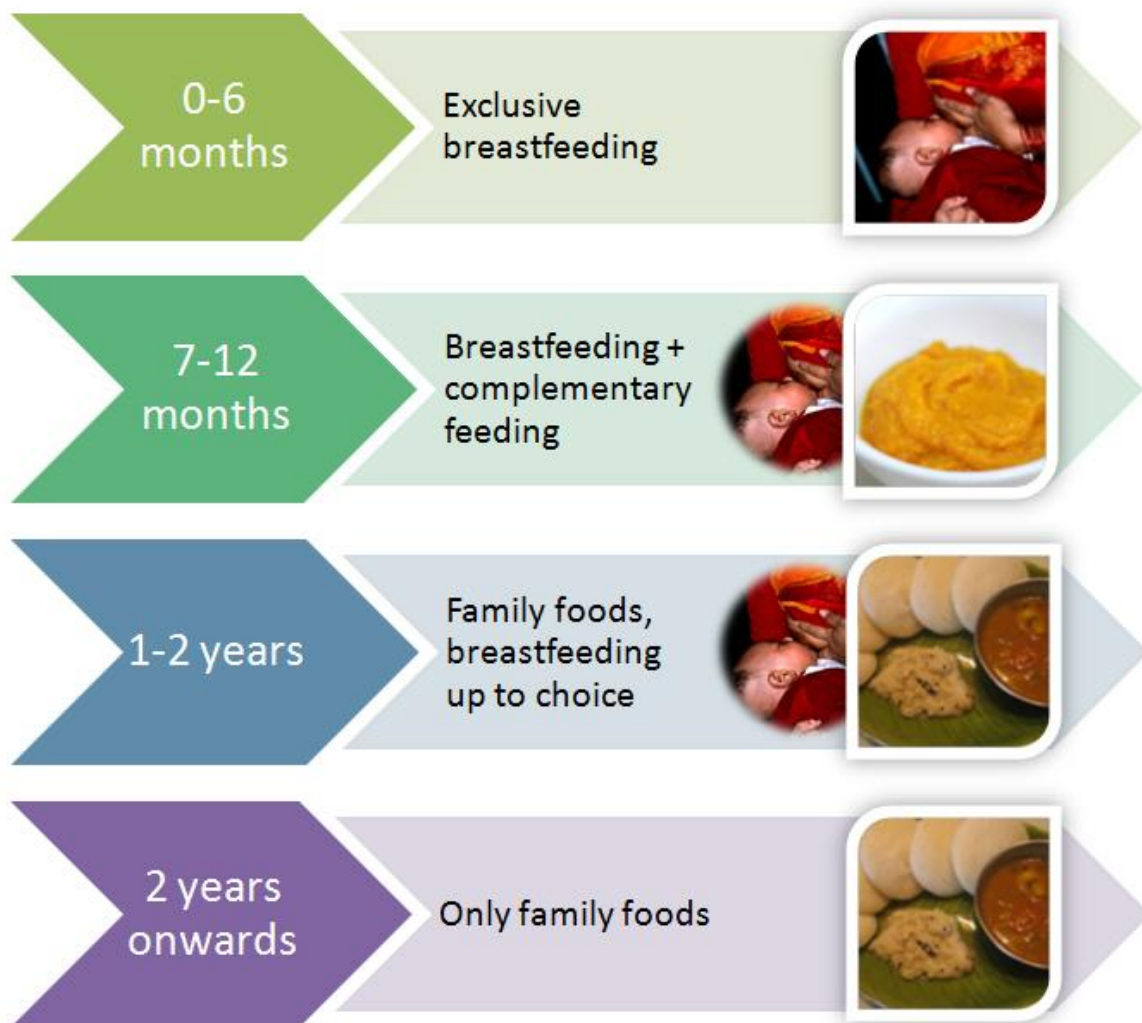 0-6
months
Exclusive
breastfeeding
7-12
months
Breastfeeding +
complementary
feeding
1-2 years
Family foods,
breastfeeding
up to choice
2 years
onwards
Only family foods